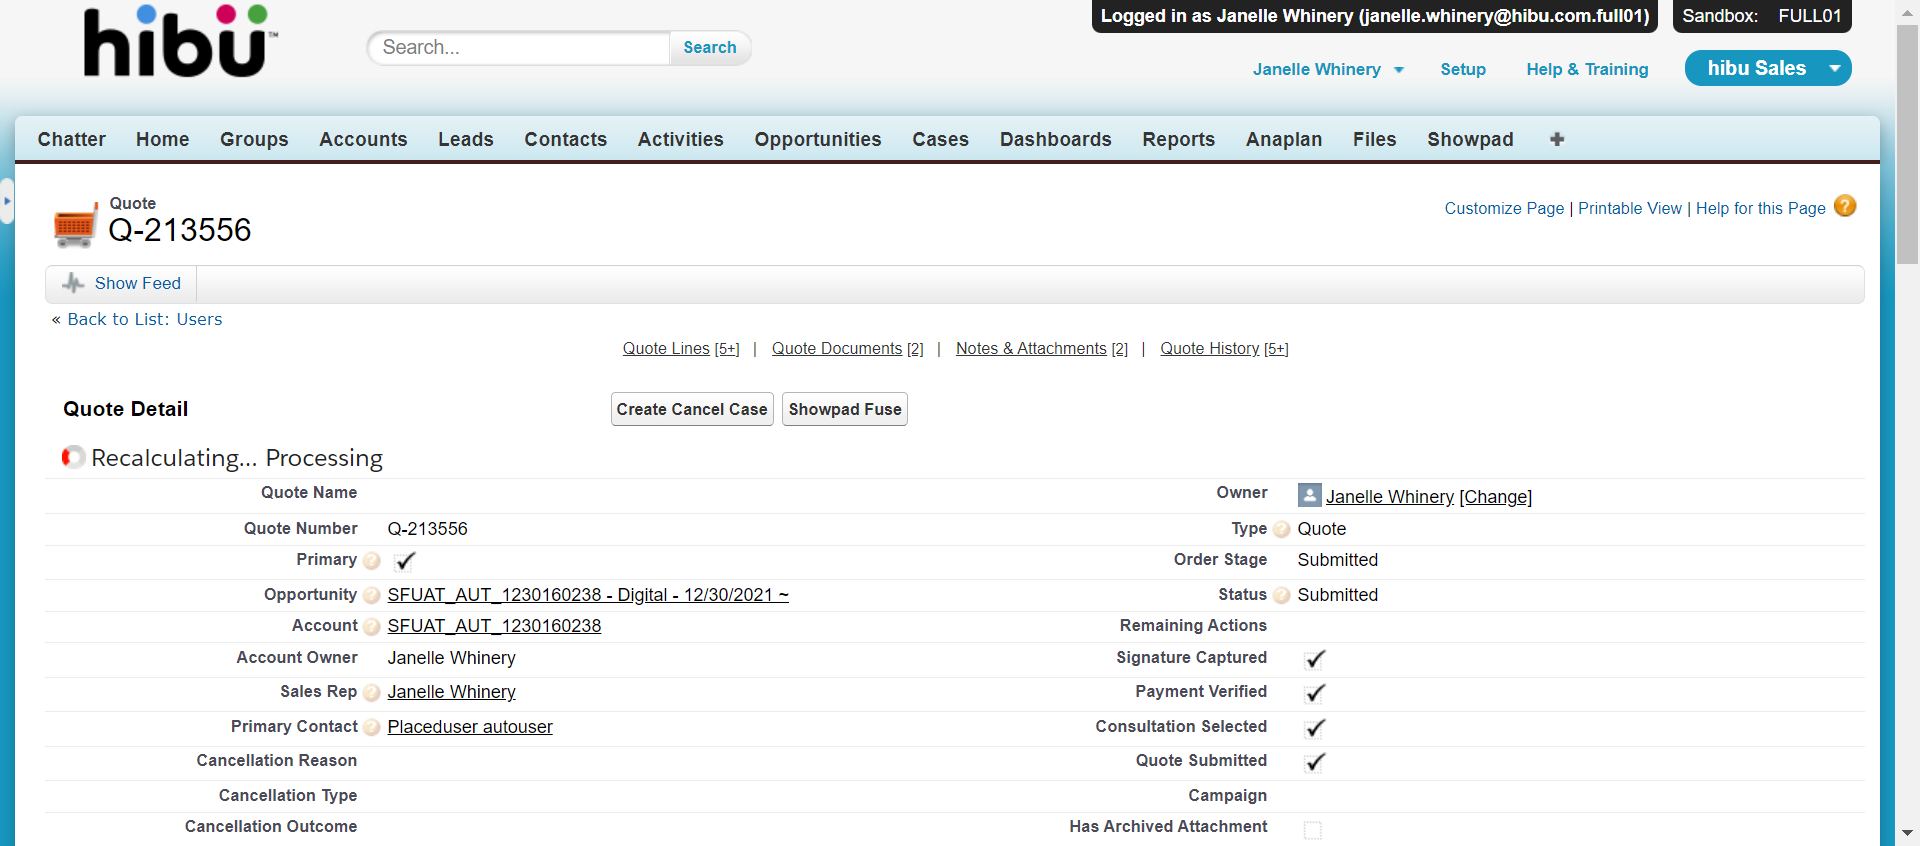 Logged in as Janelle Whinery (janelle.whinery@hibu.com.full01) Sandbox: FULL01
hibu™
Search... Search
Janelle Whinery Setup Help & Training hibu Sales
Chatter Home Groups Accounts Leads Contacts Activities Opportunities Cases Dashboards Reports Anaplan Files Showpad
Quote
Q-213556
Customize Page | Printable View | Help for this Page ?
Show Feed
« Back to List: Users
Quote Lines [5+] | Quote Documents [2] | Notes & Attachments [2] | Quote History [5+]
Quote Detail Create Cancel Case Showpad Fuse
Recalculating... Processing
Quote Name Owner Janelle Whinery [Change]
Quote Number Q-213556 Type ? Quote
Primary ? Order Stage Submitted
Opportunity ? SFUAT_AUT_1230160238 - Digital - 12/30/2021 ~ Status ? Submitted
Account ? SFUAT_AUT_1230160238 Remaining Actions
Account Owner Janelle Whinery Signature Captured
Sales Rep ? Janelle Whinery Payment Verified
Primary Contact ? Placeduser autouser Consultation Selected
Cancellation Reason Quote Submitted
Cancellation Type Campaign
Cancellation Outcome Has Archived Attachment